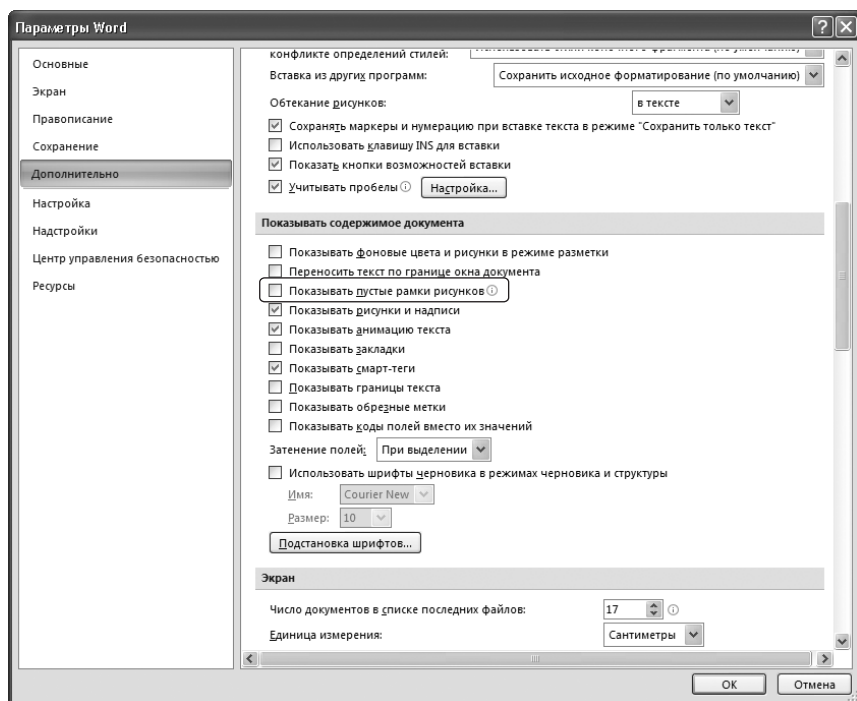 Параметры Word
Основные
Экран
Правописание
Сохранение
Дополнительно
Настройка
Надстройки
Центр управления безопасностью
Ресурсы
конфликте определений стилей:
Вставка из других программ: Сохранить исходное форматирование (по умолчанию)
Обтекание рисунков: в тексте
Сохранять маркеры и нумерацию при вставке текста в режиме "Сохранить только текст"
Использовать клавишу INS для вставки
Показать кнопки возможностей вставки
Учитывать пробелы Настройка...
Показывать содержимое документа
Показывать фоновые цвета и рисунки в режиме разметки
Переносить текст по границе окна документа
Показывать пустые рамки рисунков
Показывать рисунки и надписи
Показывать анимацию текста
Показывать закладки
Показывать смарт-теги
Показывать границы текста
Показывать обрезные метки
Показывать коды полей вместо их значений
Затенение полей: При выделении
Использовать шрифты черновика в режимах черновика и структуры
Имя: Courier New
Размер: 10
Подстановка шрифтов...
Экран
Число документов в списке последних файлов: 17
Единица измерения: Сантиметры
ОК Отмена